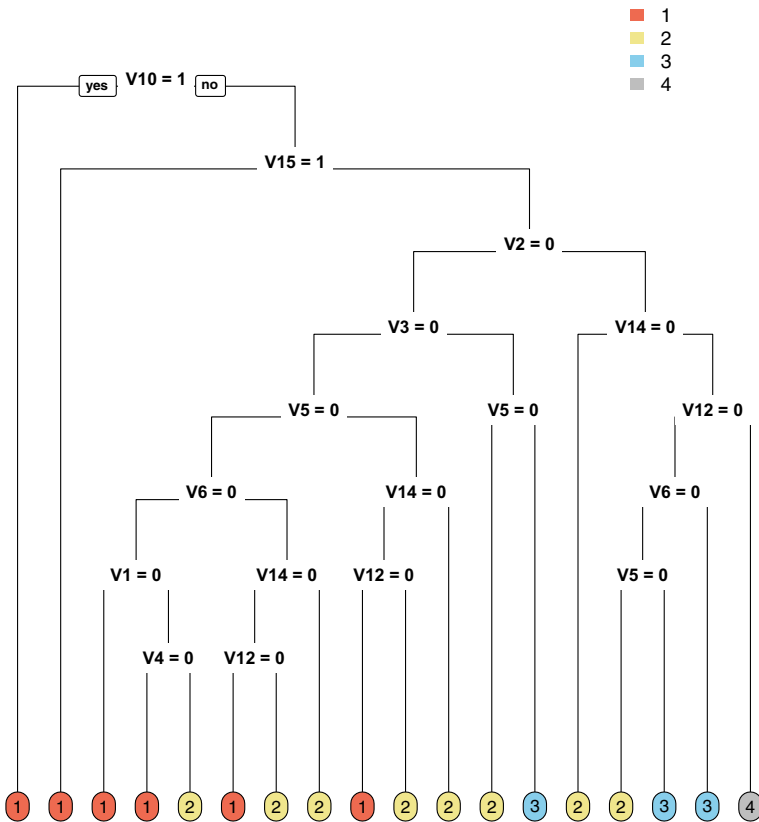 1
2
3
4
yes V10 = 1 no
V15 = 1
V2 = 0
V3 = 0 V14 = 0
V5 = 0 V5 = 0 V12 = 0
V6 = 0 V14 = 0 V6 = 0
V1 = 0 V14 = 0 V12 = 0 V5 = 0
V4 = 0 V12 = 0
1 1 1 1 2 1 2 2 1 2 2 2 3 2 2 3 3 4